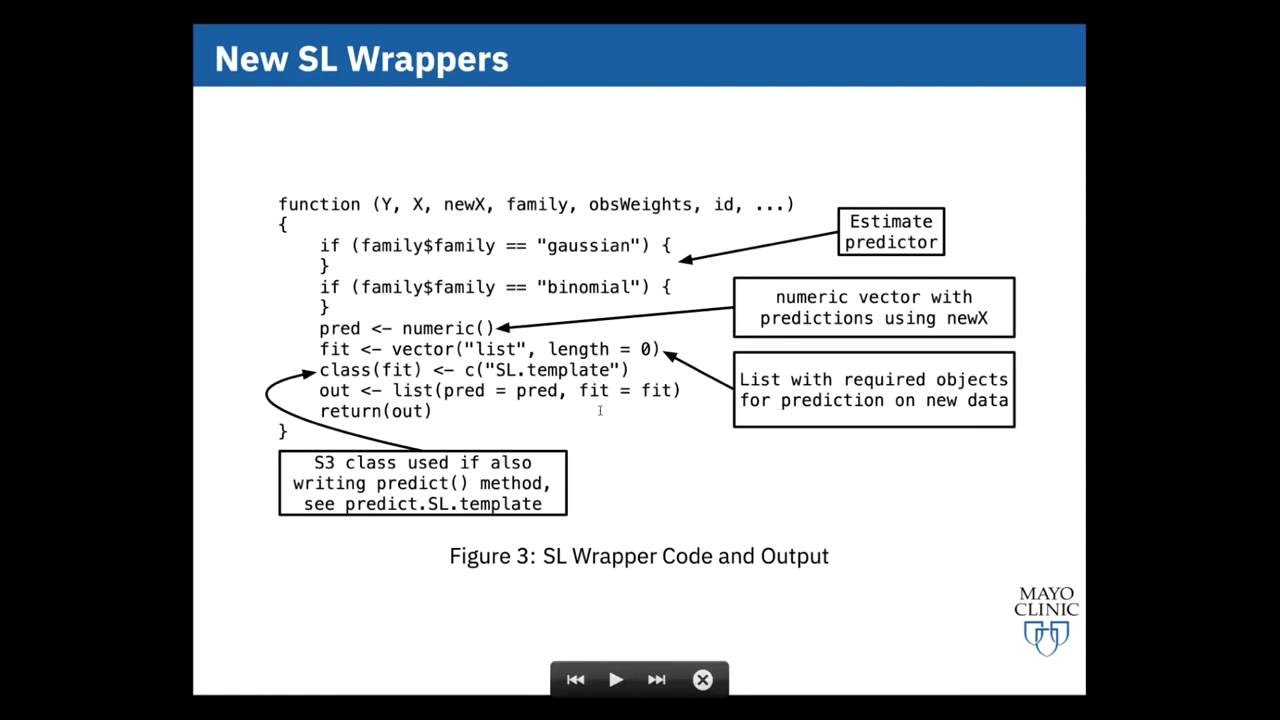 New SL Wrappers
function (Y, X, newX, family, obsWeights, id, ...)
{
    if (family$family == "gaussian") {
    }
    if (family$family == "binomial") {
    }
    pred <- numeric()
    fit <- vector("list", length = 0)
    class(fit) <- c("SL.template")
    out <- list(pred = pred, fit = fit)
    return(out)
}
Estimate
predictor
numeric vector with
predictions using newX
List with required objects
for prediction on new data
S3 class used if also
writing predict() method,
see predict.SL.template
Figure 3: SL Wrapper Code and Output
MAYO
CLINIC